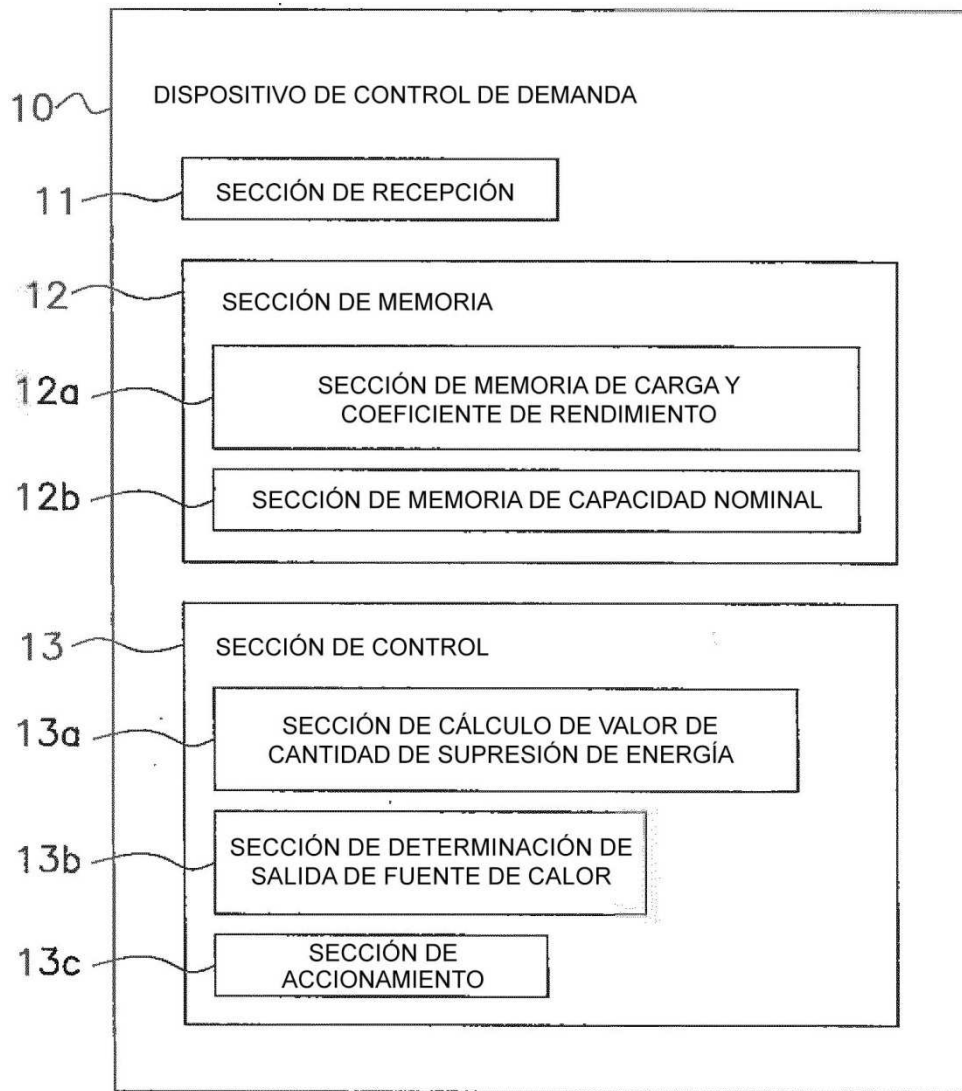 10
DISPOSITIVO DE CONTROL DE DEMANDA
11
SECCIÓN DE RECEPCIÓN
12
SECCIÓN DE MEMORIA
12a
SECCIÓN DE MEMORIA DE CARGA Y
COEFICIENTE DE RENDIMIENTO
12b
SECCIÓN DE MEMORIA DE CAPACIDAD NOMINAL
13
SECCIÓN DE CONTROL
13a
SECCIÓN DE CÁLCULO DE VALOR DE
CANTIDAD DE SUPRESIÓN DE ENERGÍA
13b
SECCIÓN DE DETERMINACIÓN DE
SALIDA DE FUENTE DE CALOR
13c
SECCIÓN DE
ACCIONAMIENTO